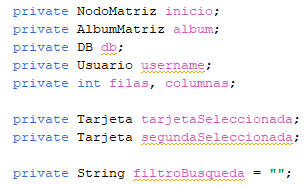 private NodoMatriz inicio;
private AlbumMatriz album;
private DB db;
private Usuario username;
private int filas, columnas;
private Tarjeta tarjetaSeleccionada;
private Tarjeta segundaSeleccionada;
private String filtroBusqueda = "";